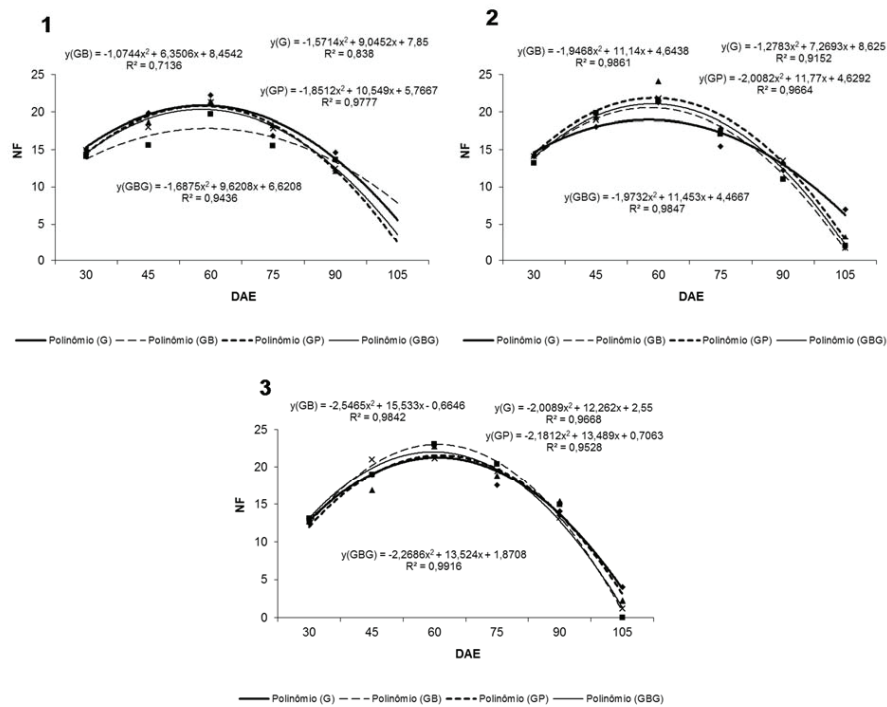 1
y(GB) = -1,0744x² + 6,3506x + 8,4542
R² = 0,7136
y(G) = -1,5714x² + 9,0452x + 7,85
R² = 0,838
y(GP) = -1,8512x² + 10,549x + 5,7667
R² = 0,9777
y(GBG) = -1,6875x² + 9,6208x + 6,6208
R² = 0,9436
NF
25
20
15
10
5
0
30 45 60 75 90 105
DAE
Polinômio (G) Polinômio (GB) Polinômio (GP) Polinômio (GBG)
2
y(GB) = -1,9468x² + 11,14x + 4,6438
R² = 0,9861
y(G) = -1,2783x² + 7,2693x + 8,625
R² = 0,9152
y(GP) = -2,0082x² + 11,77x + 4,6292
R² = 0,9664
y(GBG) = -1,9732x² + 11,453x + 4,4667
R² = 0,9847
NF
25
20
15
10
5
0
30 45 60 75 90 105
DAE
Polinômio (G) Polinômio (GB) Polinômio (GP) Polinômio (GBG)
3
y(GB) = -2,5465x² + 15,533x - 0,6646
R² = 0,9842
y(G) = -2,0089x² + 12,262x + 2,55
R² = 0,9668
y(GP) = -2,1812x² + 13,489x + 0,7063
R² = 0,9528
y(GBG) = -2,2686x² + 13,524x + 1,8708
R² = 0,9916
NF
25
20
15
10
5
0
30 45 60 75 90 105
DAE
Polinômio (G) Polinômio (GB) Polinômio (GP) Polinômio (GBG)